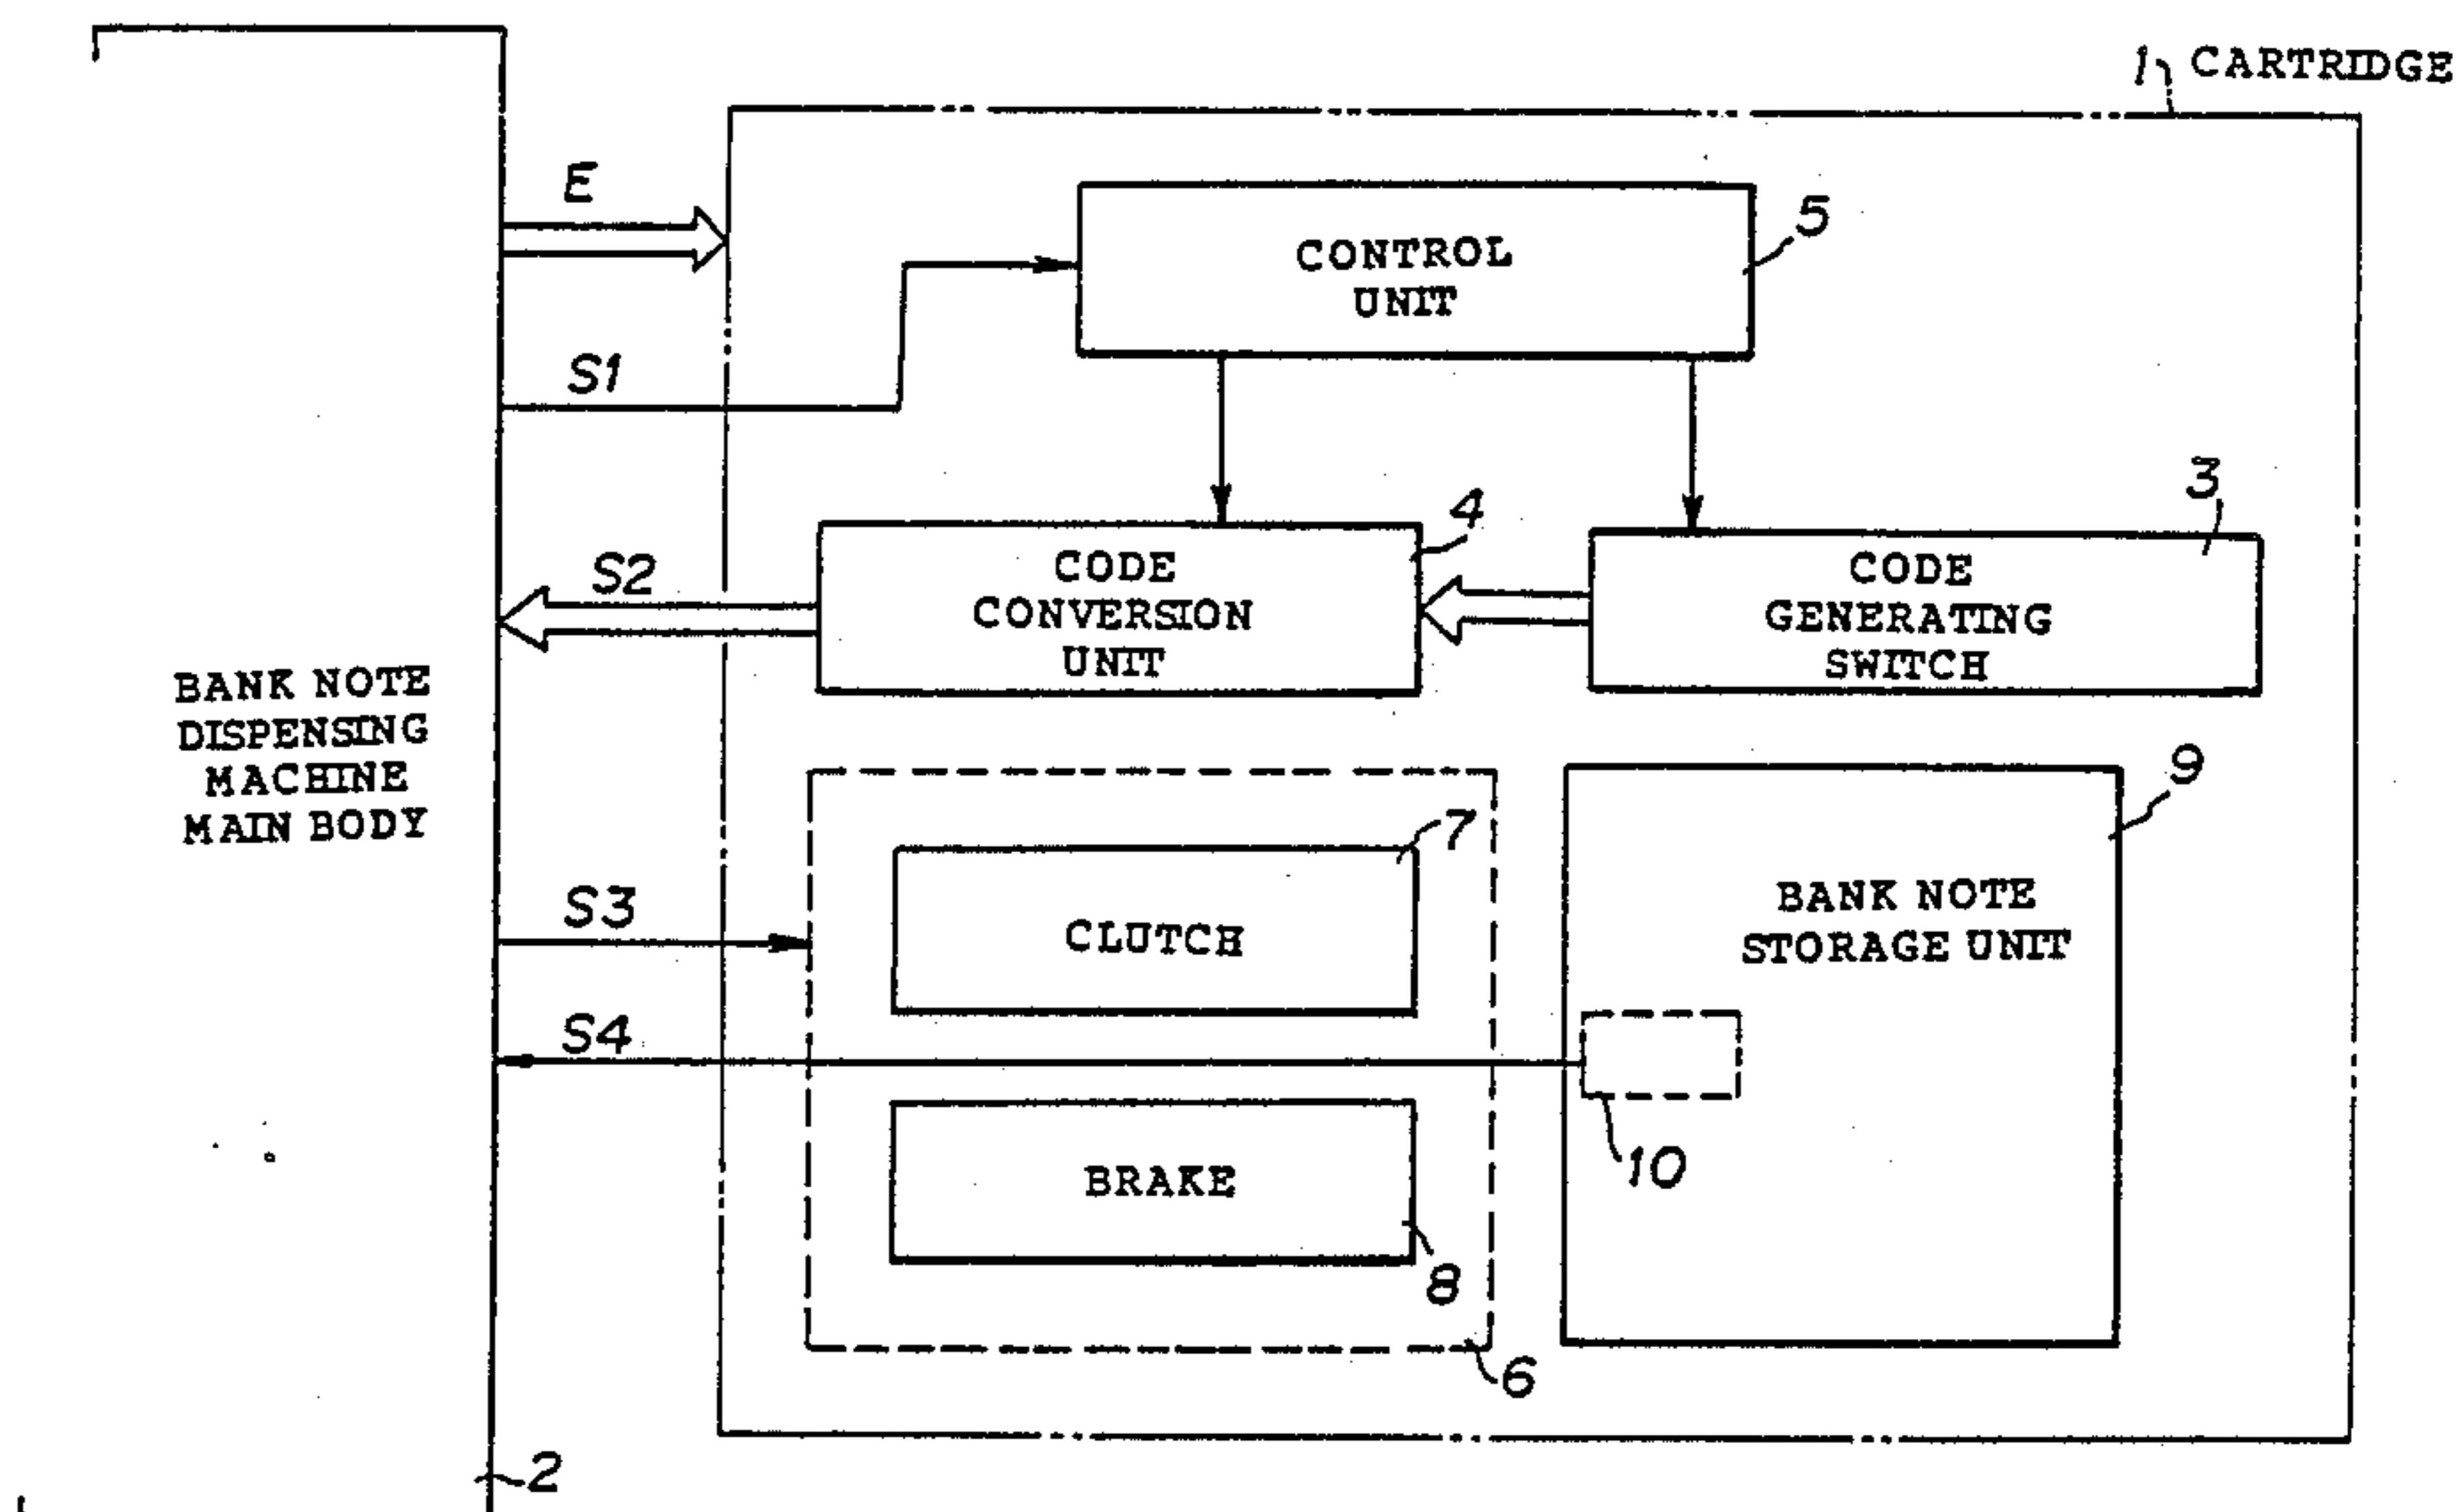 1 CARTRIDGE
E
CONTROL
UNIT
5
S1
S2
CODE
CONVERSION
UNIT
4
CODE
GENERATING
SWITCH
3
BANK NOTE
DISPENSING
MACHINE
MAIN BODY
S3
CLUTCH
7
BANK NOTE
STORAGE UNIT
9
S4
10
BRAKE
8
6
2